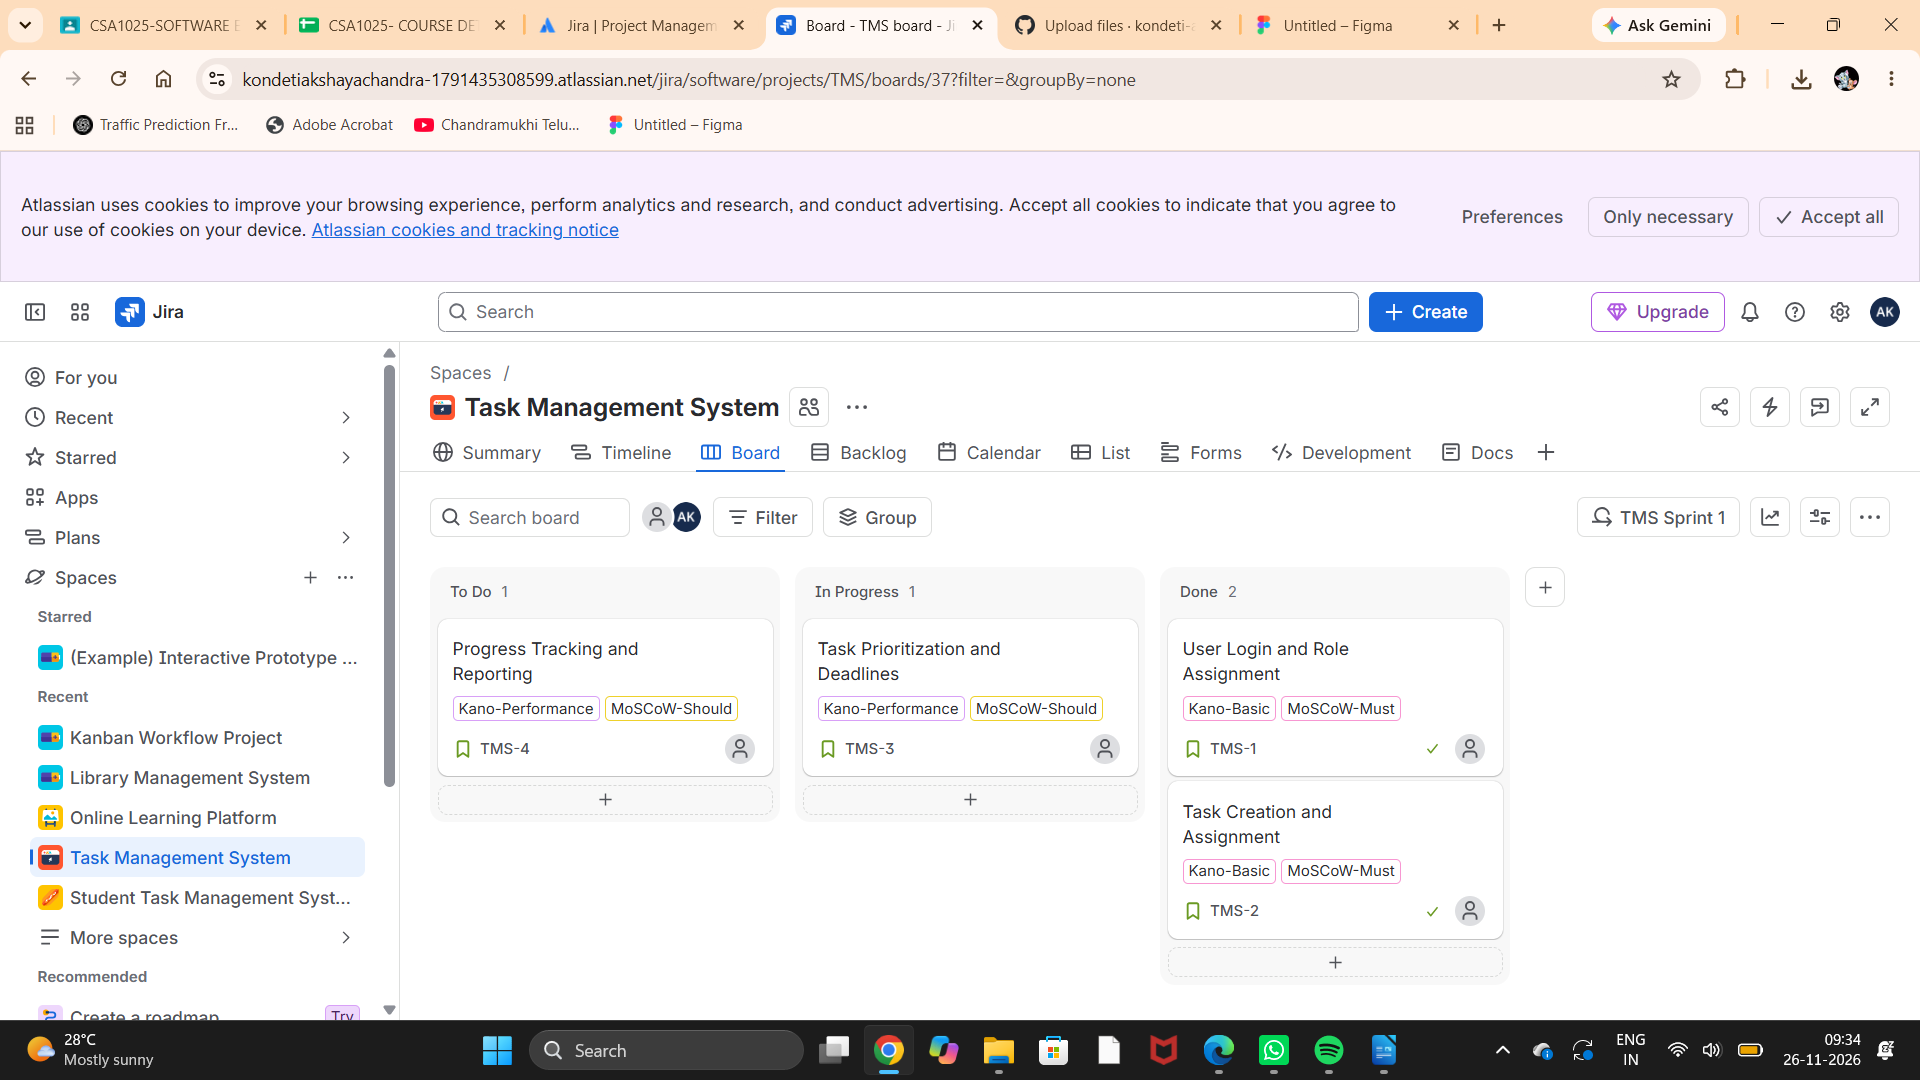 CSA1025-SOFTWARE E
CSA1025- COURSE DE
Jira | Project Managem
Board - TMS board - Ji
Upload files · kondeti-a
Untitled – Figma
Ask Gemini
kondetiakshayachandra-1791435308599.atlassian.net/jira/software/projects/TMS/boards/37?filter=&groupBy=none
Traffic Prediction Fr...
Adobe Acrobat
Chandramukhi Telu...
Untitled – Figma
Atlassian uses cookies to improve your browsing experience, perform analytics and research, and conduct advertising. Accept all cookies to indicate that you agree to
our use of cookies on your device. Atlassian cookies and tracking notice
Preferences
Only necessary
Accept all
Jira
Search
Create
Upgrade
AK
For you
Recent
Starred
Apps
Plans
Spaces
Starred
(Example) Interactive Prototype ...
Recent
Kanban Workflow Project
Library Management System
Online Learning Platform
Task Management System
Student Task Management Syst...
More spaces
Recommended
Create a roadmap
Try
Spaces /
Task Management System
Summary
Timeline
Board
Backlog
Calendar
List
Forms
Development
Docs
Search board
AK
Filter
Group
TMS Sprint 1
To Do 1
Progress Tracking and
Reporting
Kano-Performance
MoSCoW-Should
TMS-4
In Progress 1
Task Prioritization and
Deadlines
Kano-Performance
MoSCoW-Should
TMS-3
Done 2
User Login and Role
Assignment
Kano-Basic
MoSCoW-Must
TMS-1
Task Creation and
Assignment
Kano-Basic
MoSCoW-Must
TMS-2
28°C
Mostly sunny
Search
ENG
IN
09:34
26-11-2026